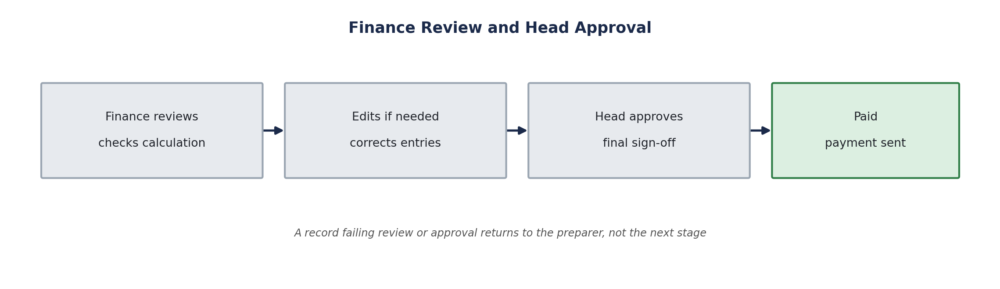 Finance Review and Head Approval
Finance reviews
checks calculation
Edits if needed
corrects entries
Head approves
final sign-off
Paid
payment sent
A record failing review or approval returns to the preparer, not the next stage